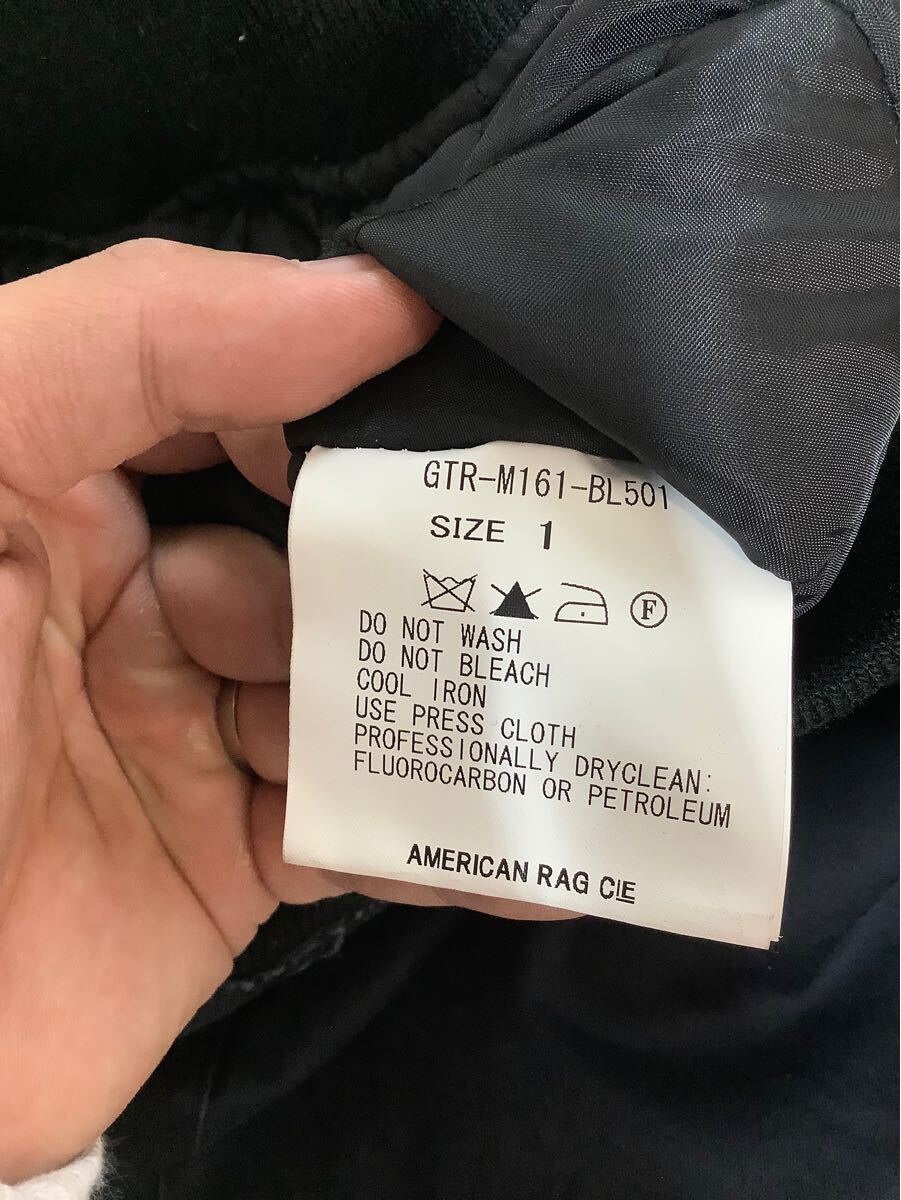 GTR-M161-BL501
SIZE 1
F
DO NOT WASH
DO NOT BLEACH
COOL IRON
USE PRESS CLOTH
PROFESSIONALLY DRYCLEAN:
FLUOROCARBON OR PETROLEUM
AMERICAN RAG CIE